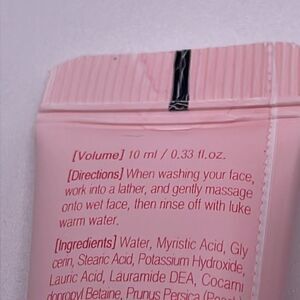 [Volume] 10 ml / 0.33 fl.oz.
[Directions] When washing your face,
work into a lather, and gently massage
onto wet face, then rinse off with luke
warm water.
[Ingredients] Water, Myristic Acid, Gly
cerin, Stearic Acid, Potassium Hydroxide,
Lauric Acid, Lauramide DEA, Cocami
dopropyl Betaine, Prunus Persica (Peach)